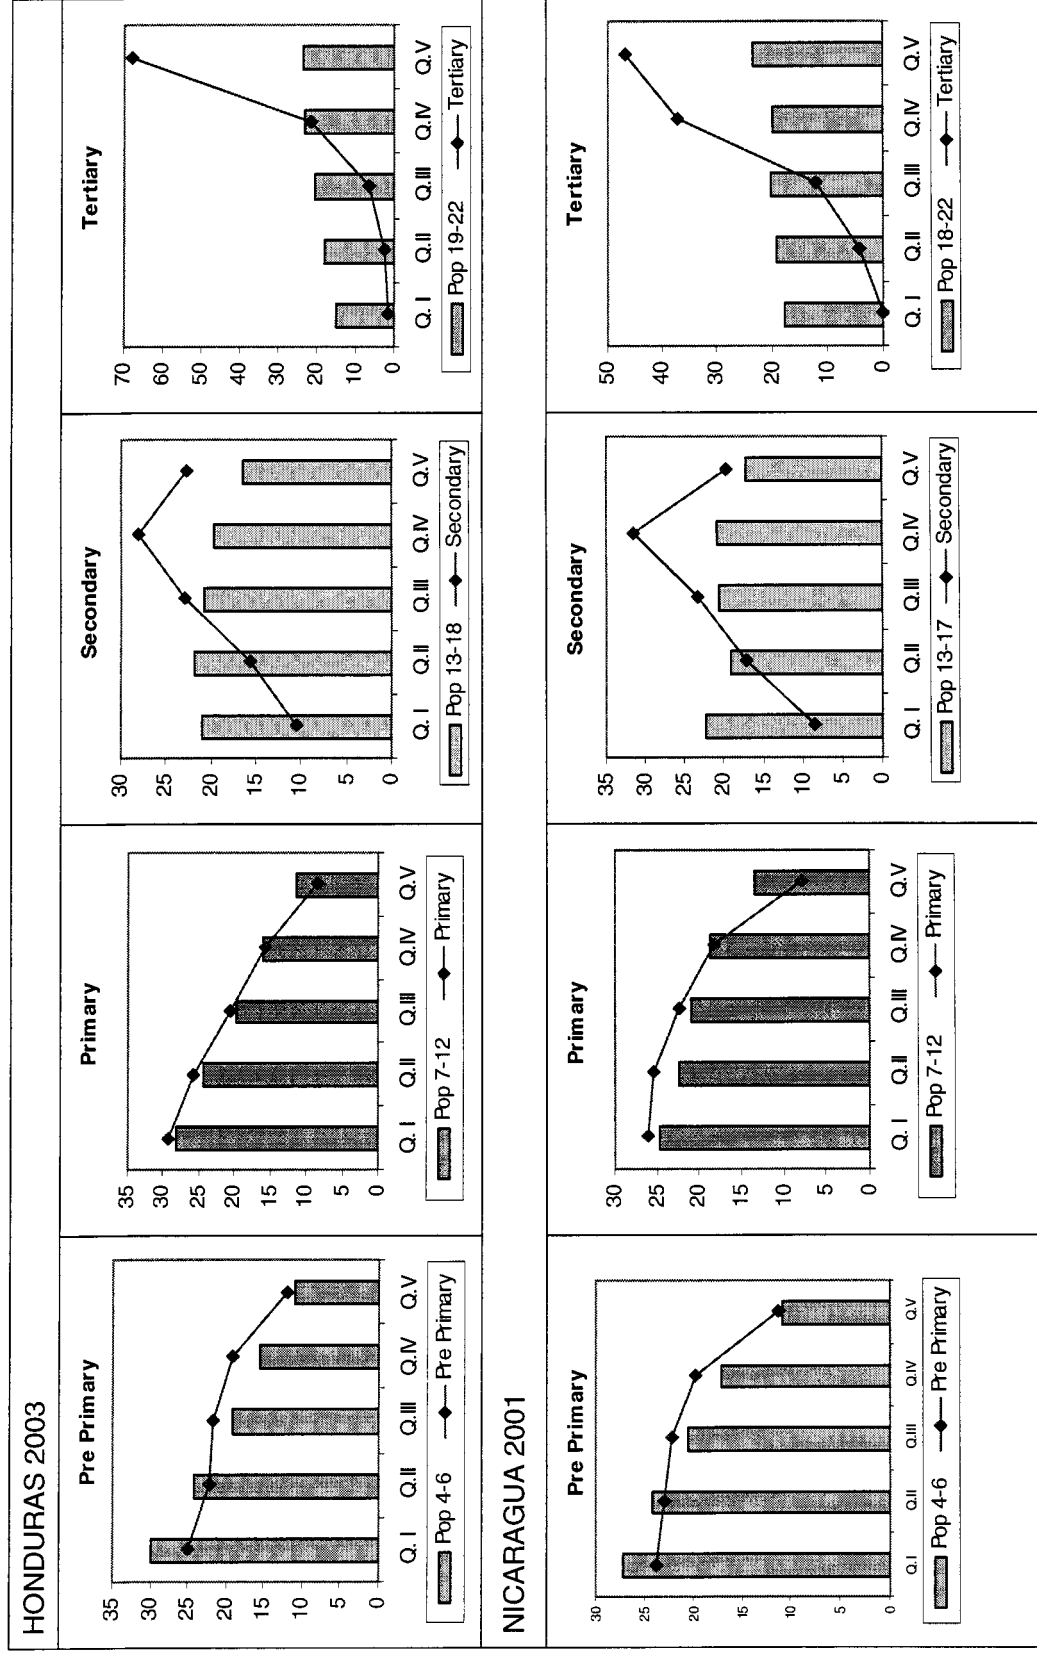 HONDURAS 2003
Pre Primary
35
30
25
20
15
10
5
0
Q. I Q.II Q.III Q.IV Q.V
Pop 4-6 Pre Primary
Primary
35
30
25
20
15
10
5
0
Q. I Q.II Q.III Q.IV Q.V
Pop 7-12 Primary
Secondary
30
25
20
15
10
5
0
Q. I Q.II Q.III Q.IV Q.V
Pop 13-18 Secondary
Tertiary
70
60
50
40
30
20
10
0
Q. I Q.II Q.III Q.IV Q.V
Pop 19-22 Tertiary
NICARAGUA 2001
Pre Primary
30
25
20
15
10
5
0
Q.I Q.II Q.III Q.IV Q.V
Pop 4-6 Pre Primary
Primary
30
25
20
15
10
5
0
Q. I Q.II Q.III Q.IV Q.V
Pop 7-12 Primary
Secondary
35
30
25
20
15
10
5
0
Q. I Q.II Q.III Q.IV Q.V
Pop 13-17 Secondary
Tertiary
50
40
30
20
10
0
Q. I Q.II Q.III Q.IV Q.V
Pop 18-22 Tertiary